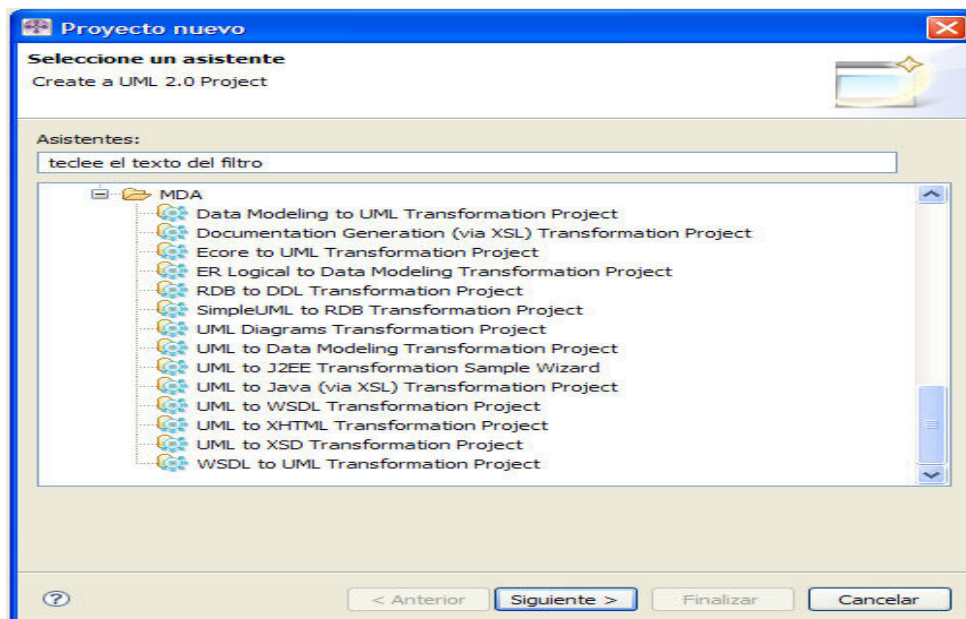 Proyecto nuevo
Seleccione un asistente
Create a UML 2.0 Project
Asistentes:
teclee el texto del filtro
MDA
Data Modeling to UML Transformation Project
Documentation Generation (via XSL) Transformation Project
Ecore to UML Transformation Project
ER Logical to Data Modeling Transformation Project
RDB to DDL Transformation Project
SimpleUML to RDB Transformation Project
UML Diagrams Transformation Project
UML to Data Modeling Transformation Project
UML to J2EE Transformation Sample Wizard
UML to Java (via XSL) Transformation Project
UML to WSDL Transformation Project
UML to XHTML Transformation Project
UML to XSD Transformation Project
WSDL to UML Transformation Project
? < Anterior Siguiente > Finalizar Cancelar